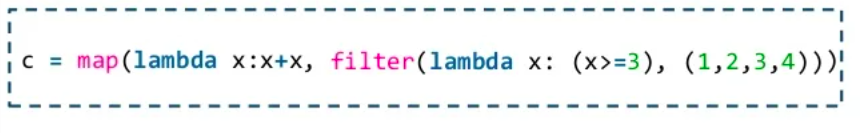 c = map(lambda x:x+x, filter(lambda x: (x>=3), (1,2,3,4)))